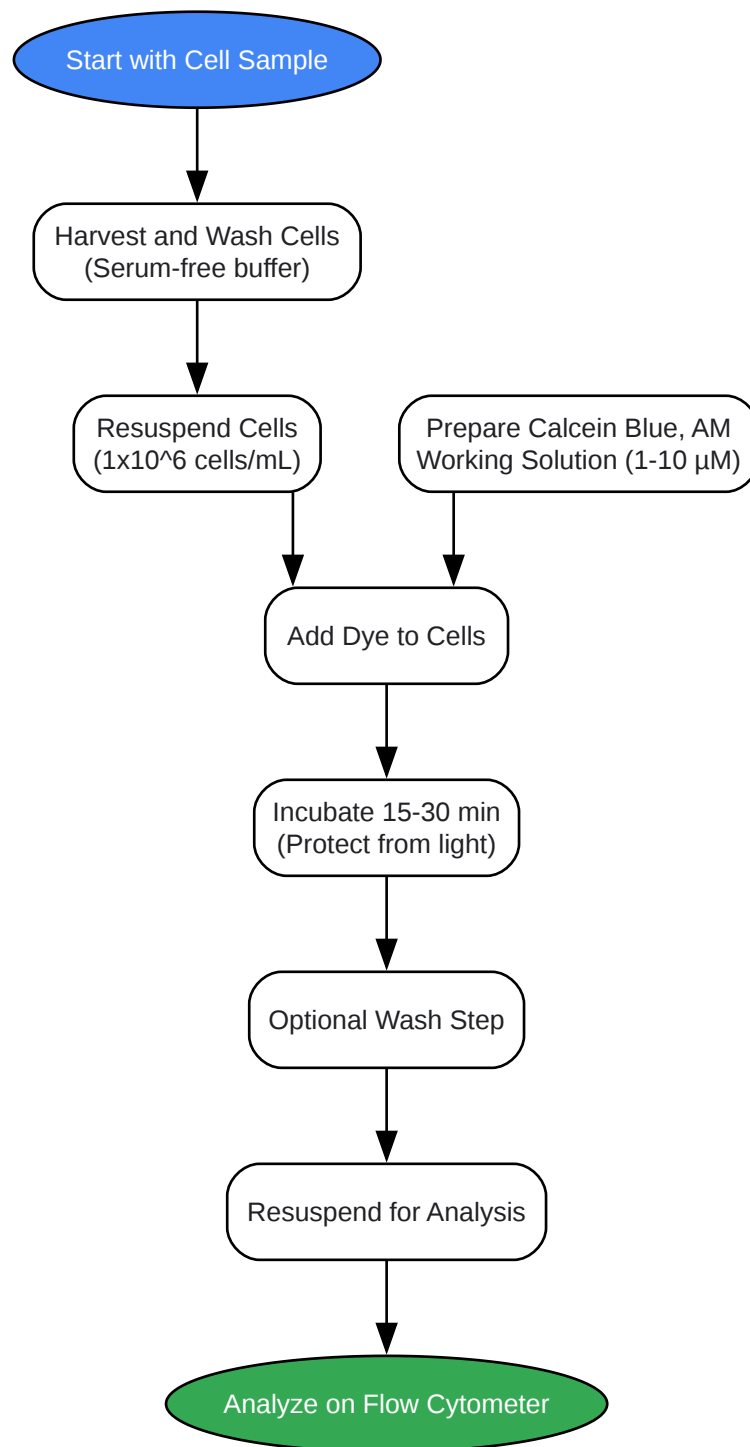 Start with Cell Sample
Harvest and Wash Cells
(Serum-free buffer)
Resuspend Cells
(1x10^6 cells/mL)
Prepare Calcein Blue, AM
Working Solution (1-10 µM)
Add Dye to Cells
Incubate 15-30 min
(Protect from light)
Optional Wash Step
Resuspend for Analysis
Analyze on Flow Cytometer